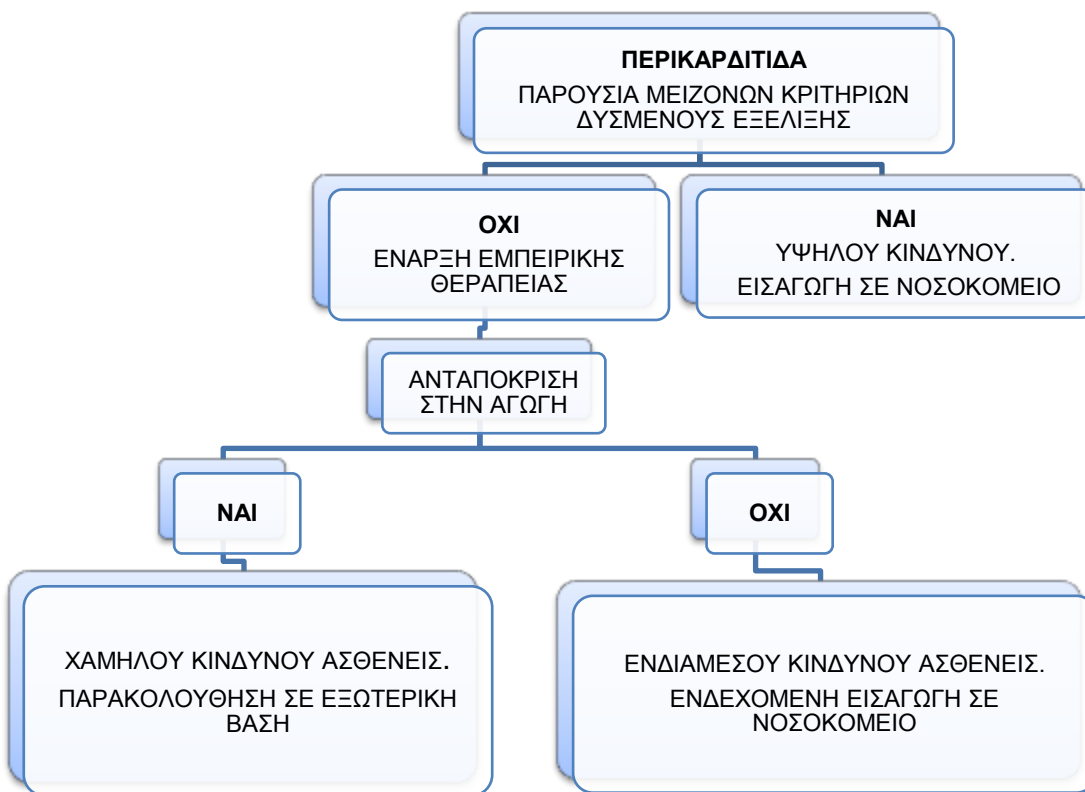 ΠΕΡΙΚΑΡΔΙΤΙΔΑ
ΠΑΡΟΥΣΙΑ ΜΕΙΖΟΝΩΝ ΚΡΙΤΗΡΙΩΝ
ΔΥΣΜΕΝΟΥΣ ΕΞΕΛΙΞΗΣ
ΟΧΙ
ΕΝΑΡΞΗ ΕΜΠΕΙΡΙΚΗΣ
ΘΕΡΑΠΕΙΑΣ
ΝΑΙ
ΥΨΗΛΟΥ ΚΙΝΔΥΝΟΥ.
ΕΙΣΑΓΩΓΗ ΣΕ ΝΟΣΟΚΟΜΕΙΟ
ΑΝΤΑΠΟΚΡΙΣΗ
ΣΤΗΝ ΑΓΩΓΗ
ΝΑΙ
ΟΧΙ
ΧΑΜΗΛΟΥ ΚΙΝΔΥΝΟΥ ΑΣΘΕΝΕΙΣ.
ΠΑΡΑΚΟΛΟΥΘΗΣΗ ΣΕ ΕΞΩΤΕΡΙΚΗ
ΒΑΣΗ
ΕΝΔΙΑΜΕΣΟΥ ΚΙΝΔΥΝΟΥ ΑΣΘΕΝΕΙΣ.
ΕΝΔΕΧΟΜΕΝΗ ΕΙΣΑΓΩΓΗ ΣΕ
ΝΟΣΟΚΟΜΕΙΟ